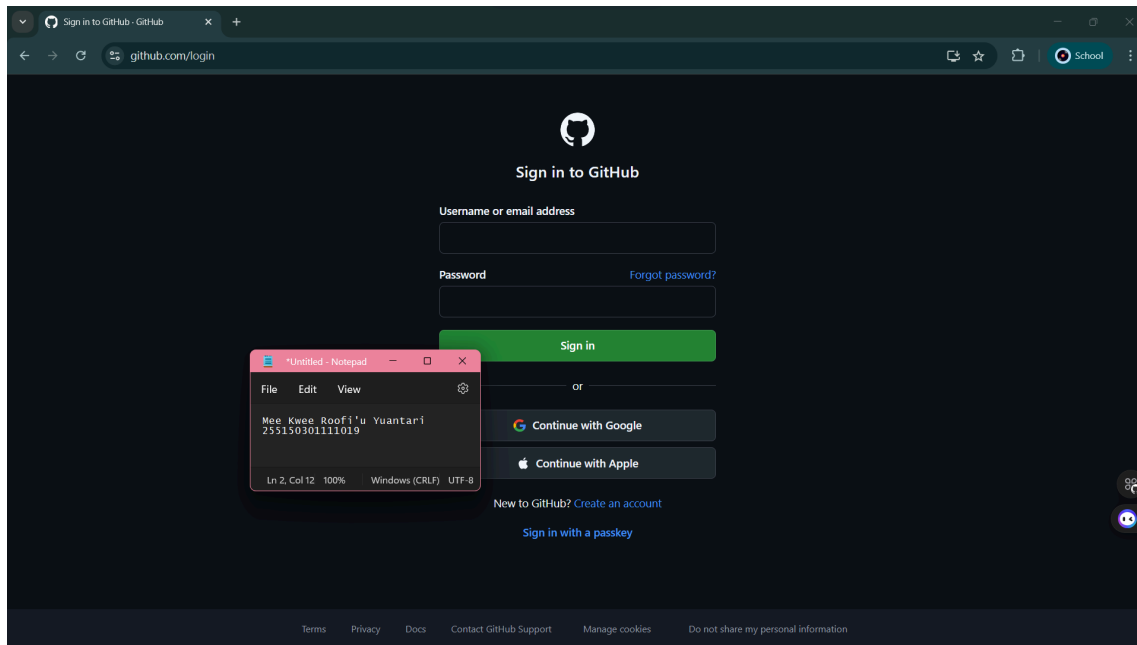 Sign in to GitHub · GitHub
github.com/login
School
Sign in to GitHub
Username or email address
Password
Forgot password?
Sign in
*Untitled - Notepad
File Edit View
Mee Kwee Roofi'u Yuantari
255150301111019
Ln 2, Col 12 100% Windows (CRLF) UTF-8
or
Continue with Google
Continue with Apple
New to GitHub? Create an account
Sign in with a passkey
Terms Privacy Docs Contact GitHub Support Manage cookies Do not share my personal information